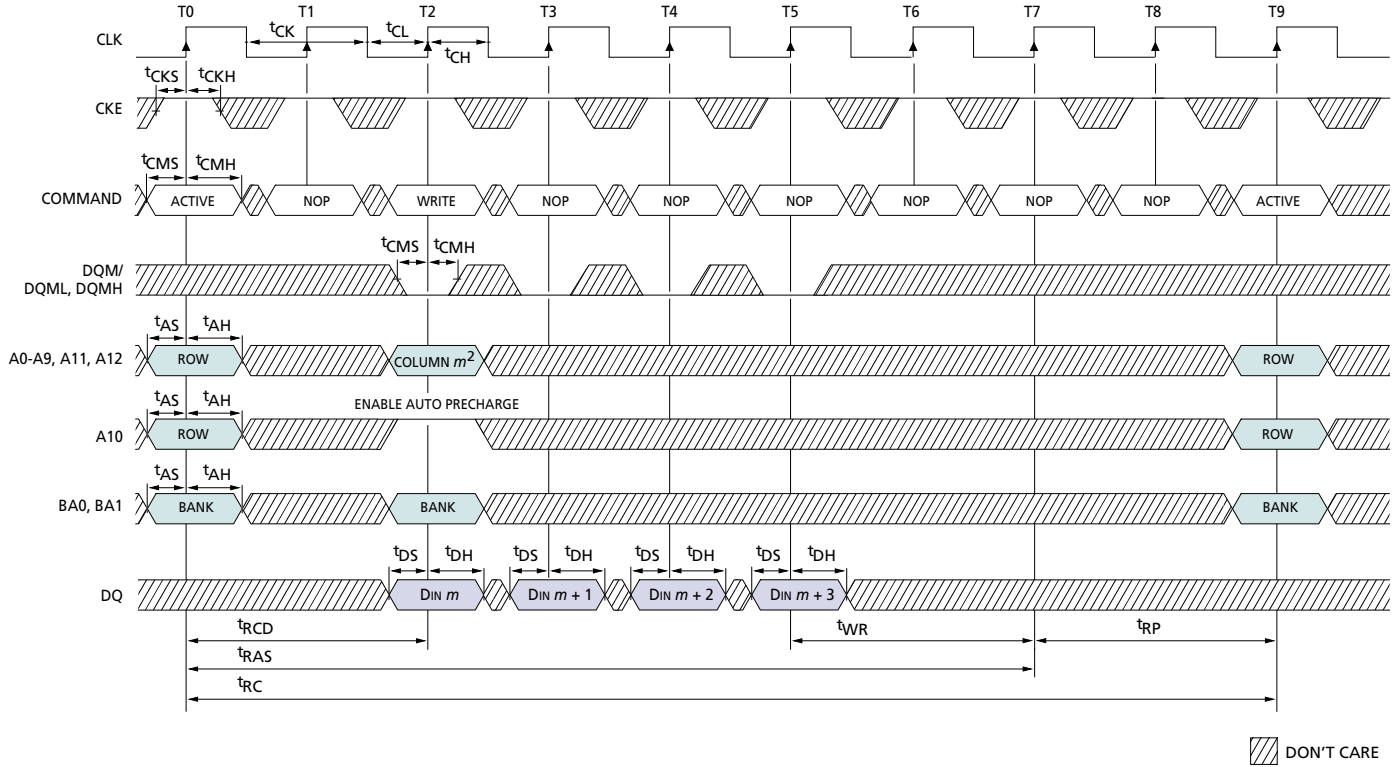 T0 T1 T2 T3 T4 T5 T6 T7 T8 T9
CLK
tCK tCL
tCH
tCKS tCKH
CKE
tCMS tCMH
COMMAND ACTIVE NOP WRITE NOP NOP NOP NOP NOP NOP ACTIVE
tCMS tCMH
DQM/
DQML, DQMH
tAS tAH
A0-A9, A11, A12 ROW COLUMN m2 ROW
tAS tAH
ENABLE AUTO PRECHARGE
A10 ROW ROW
tAS tAH
BA0, BA1 BANK BANK BANK
tDS tDH tDS tDH tDS tDH tDS tDH
DQ DIN m DIN m + 1 DIN m + 2 DIN m + 3
tRCD tWR tRP
tRAS
tRC
DON'T CARE